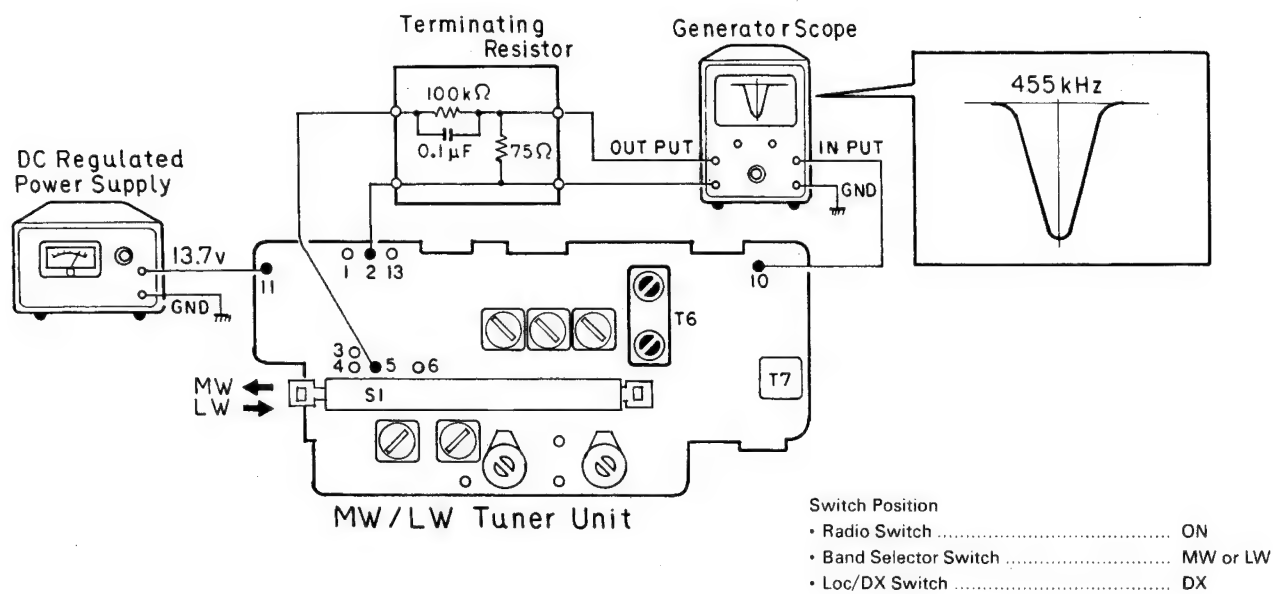 Terminating
Resistor
Generator Scope
455kHz
100kΩ
0.1μF
75Ω
OUT PUT
IN PUT
GND
DC Regulated
Power Supply
13.7v
GND
11
1 2 13
10
T6
3
4 5 6
T7
MW
LW
S1
MW/LW Tuner Unit
Switch Position
• Radio Switch ........................................ ON
• Band Selector Switch ............................ MW or LW
• Loc/DX Switch ..................................... DX